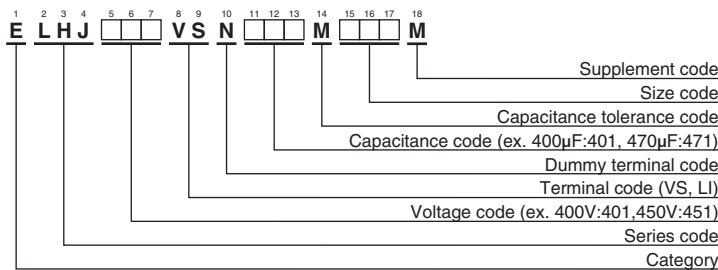 1 2 3 4 5 6 7 8 9 10 11 12 13 14 15 16 17 18
E LHJ VS N M M
Supplement code
Size code
Capacitance tolerance code
Capacitance code (ex. 400μF:401, 470μF:471)
Dummy terminal code
Terminal code (VS, LI)
Voltage code (ex. 400V:401,450V:451)
Series code
Category